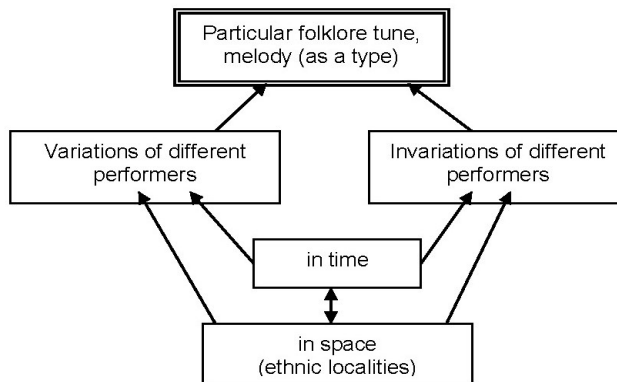 Particular folklore tune,
melody (as a type)
Variations of different
performers
Invariations of different
performers
in time
in space
(ethnic localities)